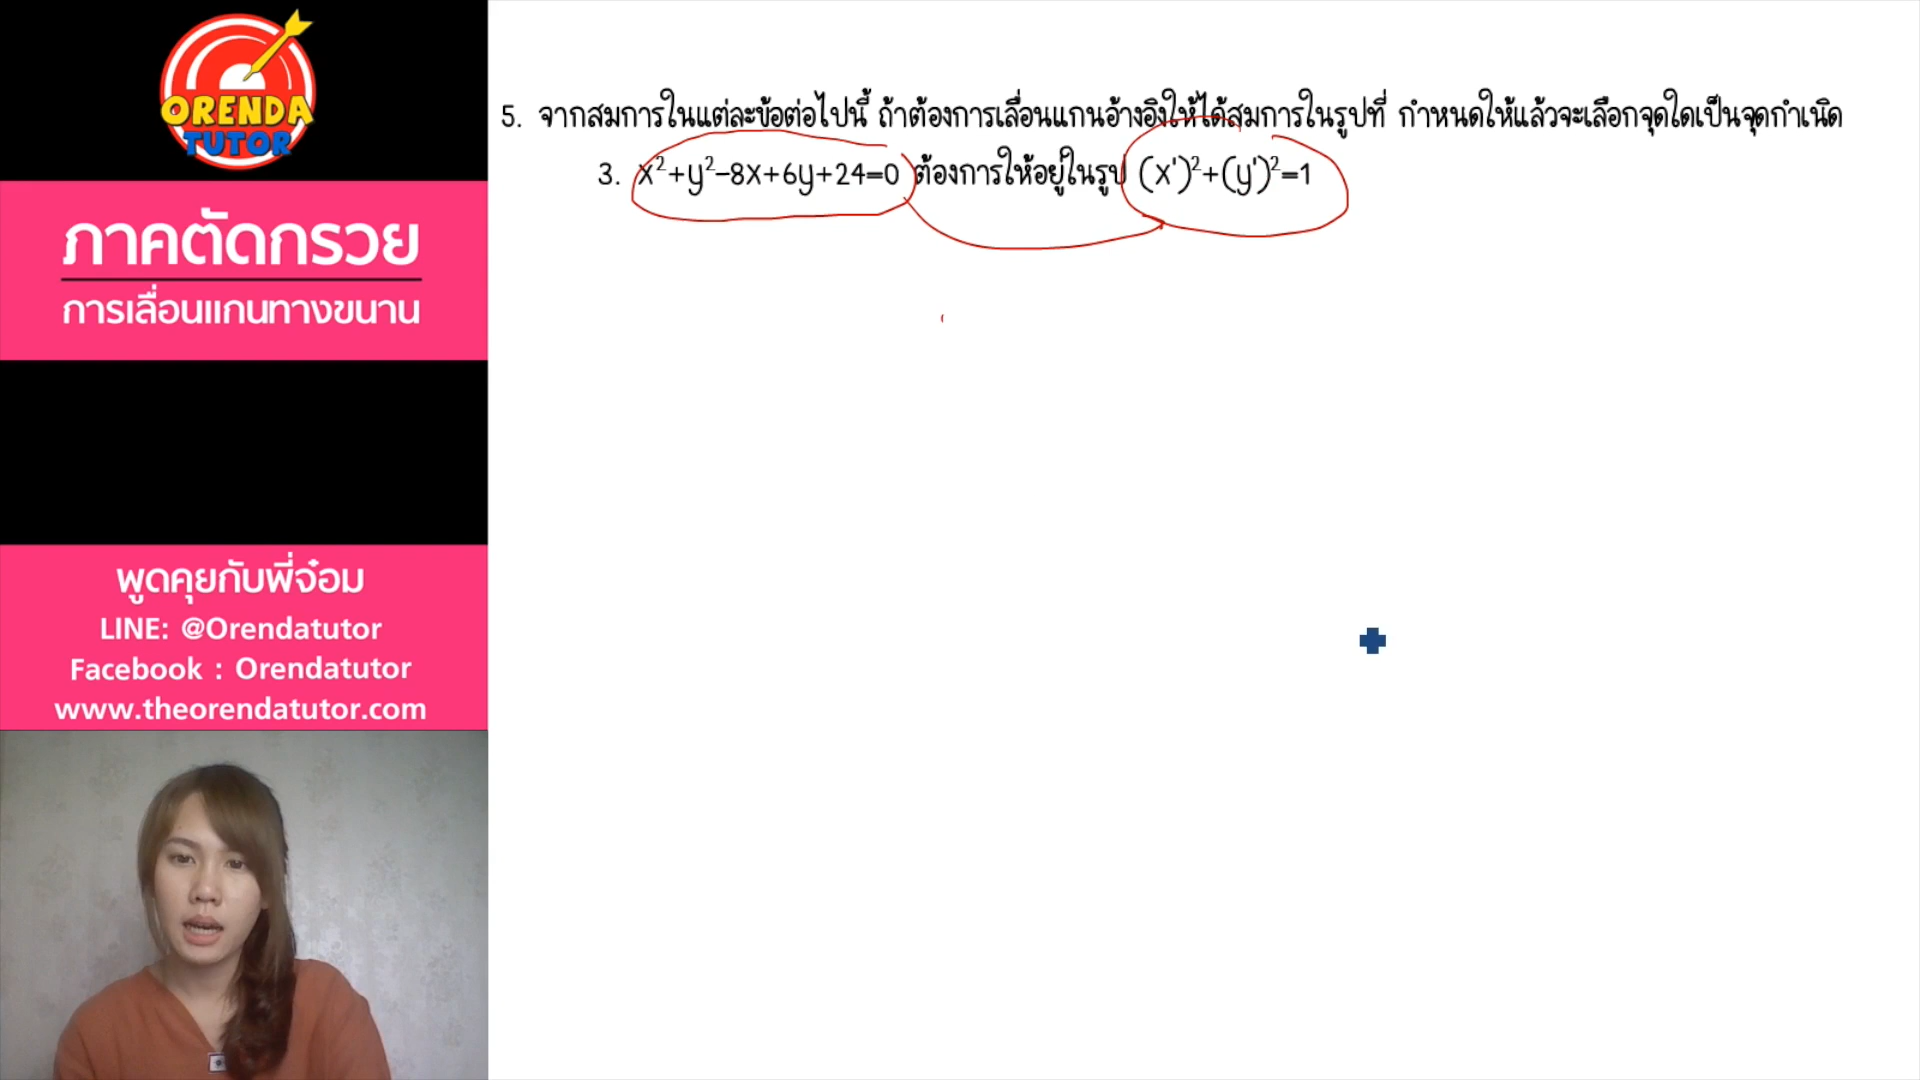 ORENDA
TUTOR
ภาคตัดกรวย
การเลื่อนแกนทางขนาน
พูดคุยกับพี่จ๋อม
LINE: @Orendatutor
Facebook : Orendatutor
www.theorendatutor.com
5. จากสมการในแต่ละข้อต่อไปนี้ ถ้าต้องการเลื่อนแกนอ้างอิงให้ได้สมการในรูปที่ กำหนดให้แล้วจะเลือกจุดใดเป็นจุดกำเนิด
3. x²+y²-8x+6y+24=0 ต้องการให้อยู่ในรูป (x')²+(y')²=1